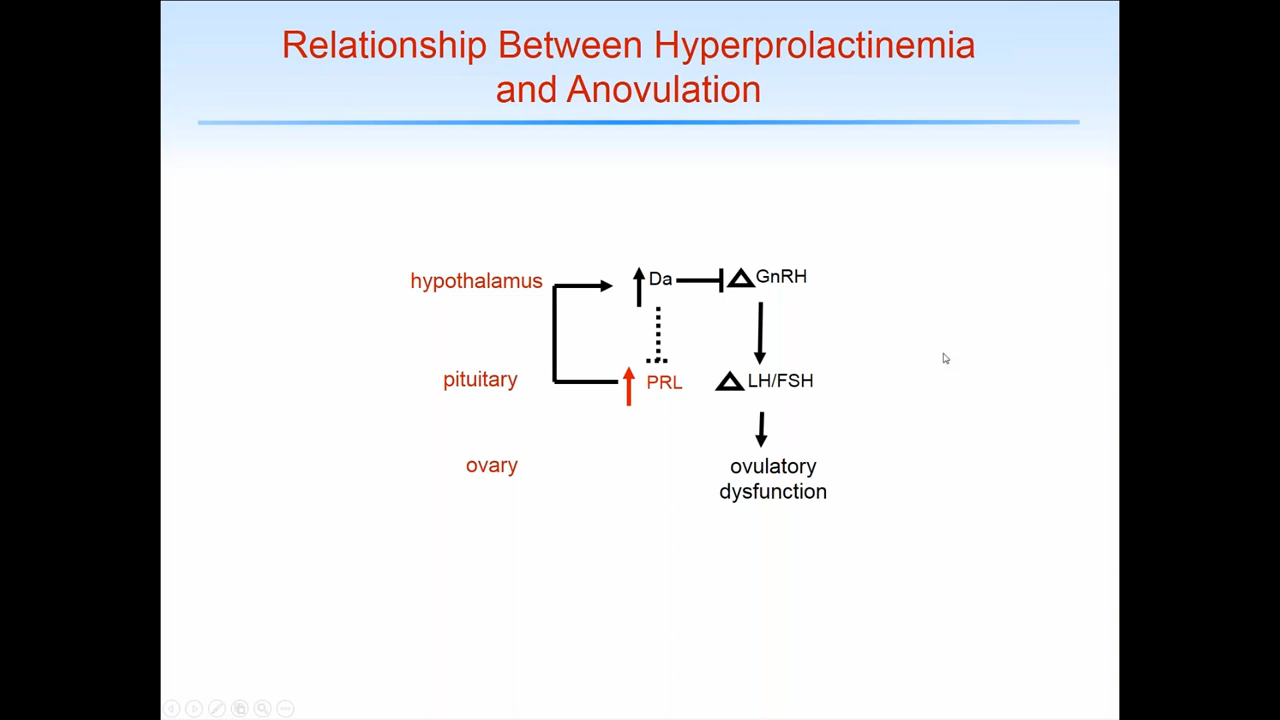 Relationship Between Hyperprolactinemia
and Anovulation
hypothalamus
Da
GnRH
pituitary
PRL
LH/FSH
ovary
ovulatory
dysfunction